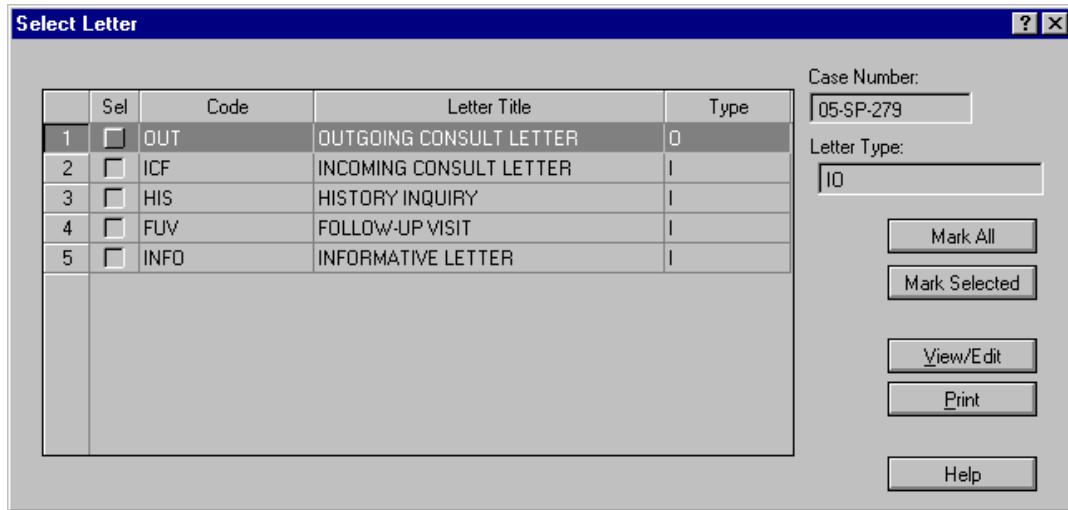 Select Letter
Case Number:
05-SP-279
Letter Type:
IO
Sel Code Letter Title Type
1 OUT OUTGOING CONSULT LETTER O
2 ICF INCOMING CONSULT LETTER I
3 HIS HISTORY INQUIRY I
4 FUV FOLLOW-UP VISIT I
5 INFO INFORMATIVE LETTER I
Mark All
Mark Selected
View/Edit
Print
Help